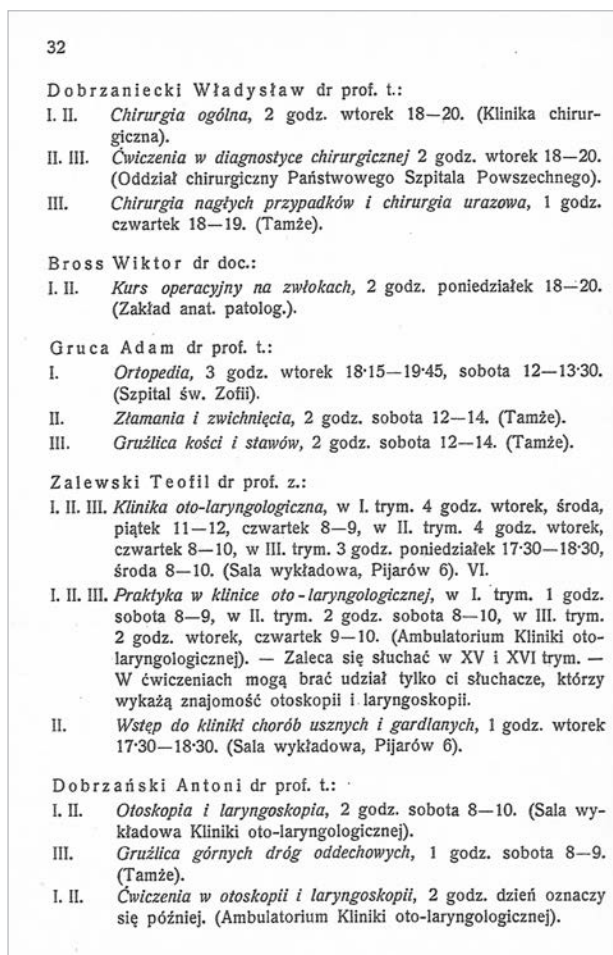 32
Dobrzaniecki Władysław dr prof. t.:
I. II. Chirurgia ogólna, 2 godz. wtorek 18—20. (Klinika chirur-
giczna).
II. III. Ćwiczenia w diagnostyce chirurgicznej 2 godz. wtorek 18—20.
(Oddział chirurgiczny Państwowego Szpitala Powszechnego).
III. Chirurgia nagłych przypadków i chirurgia urazowa, 1 godz.
czwartek 18—19. (Tamże).
Bross Wiktor dr doc.:
I. II. Kurs operacyjny na zwłokach, 2 godz. poniedziałek 18—20.
(Zakład anat. patolog.).
Gruca Adam dr prof. t.:
I. Ortopedia, 3 godz. wtorek 18·15—19·45, sobota 12—13·30.
(Szpital św. Zofii).
II. Złamania i zwichnięcia, 2 godz. sobota 12—14. (Tamże).
III. Gruźlica kości i stawów, 2 godz. sobota 12—14. (Tamże).
Zalewski Teofil dr prof. z.:
I. II. III. Klinika oto-laryngologiczna, w I. trym. 4 godz. wtorek, środa,
piątek 11—12, czwartek 8—9, w II. trym. 4 godz. wtorek,
czwartek 8—10, w III. trym. 3 godz. poniedziałek 17·30—18·30,
środa 8—10. (Sala wykładowa, Pijarów 6). VI.
I. II. III. Praktyka w klinice oto-laryngologicznej, w I. trym. 1 godz.
sobota 8—9, w II. trym. 2 godz. sobota 8—10, w III. trym.
2 godz. wtorek, czwartek 9—10. (Ambulatorium Kliniki oto-
laryngologicznej). — Zaleca się słuchać w XV i XVI trym. —
W ćwiczeniach mogą brać udział tylko ci słuchacze, którzy
wykażą znajomość otoskopii i laryngoskopii.
II. Wstęp do kliniki chorób usznych i gardlanych, 1 godz. wtorek
17·30—18·30. (Sala wykładowa, Pijarów 6).
Dobrzański Antoni dr prof. t.:
I. II. Otoskopia i laryngoskopia, 2 godz. sobota 8—10. (Sala wy-
kładowa Kliniki oto-laryngologicznej).
III. Gruźlica górnych dróg oddechowych, 1 godz. sobota 8—9.
(Tamże).
I. II. Ćwiczenia w otoskopii i laryngoskopii, 2 godz. dzień oznaczy
się później. (Ambulatorium Kliniki oto-laryngologicznej).